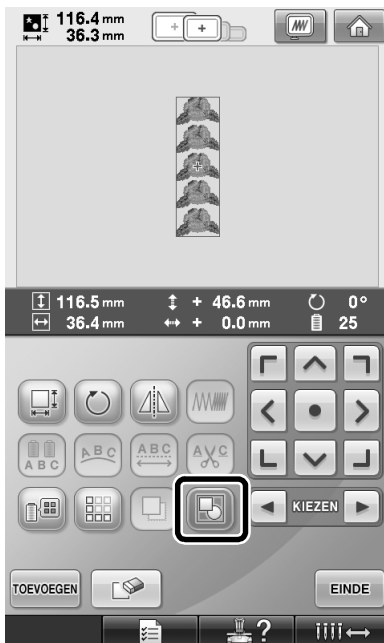 116.4 mm
36.3 mm
116.5 mm + 46.6 mm 0°
36.4 mm + 0.0 mm 25
ABC ABC ABC ABC
KIEZEN
TOEVOEGEN EINDE
?